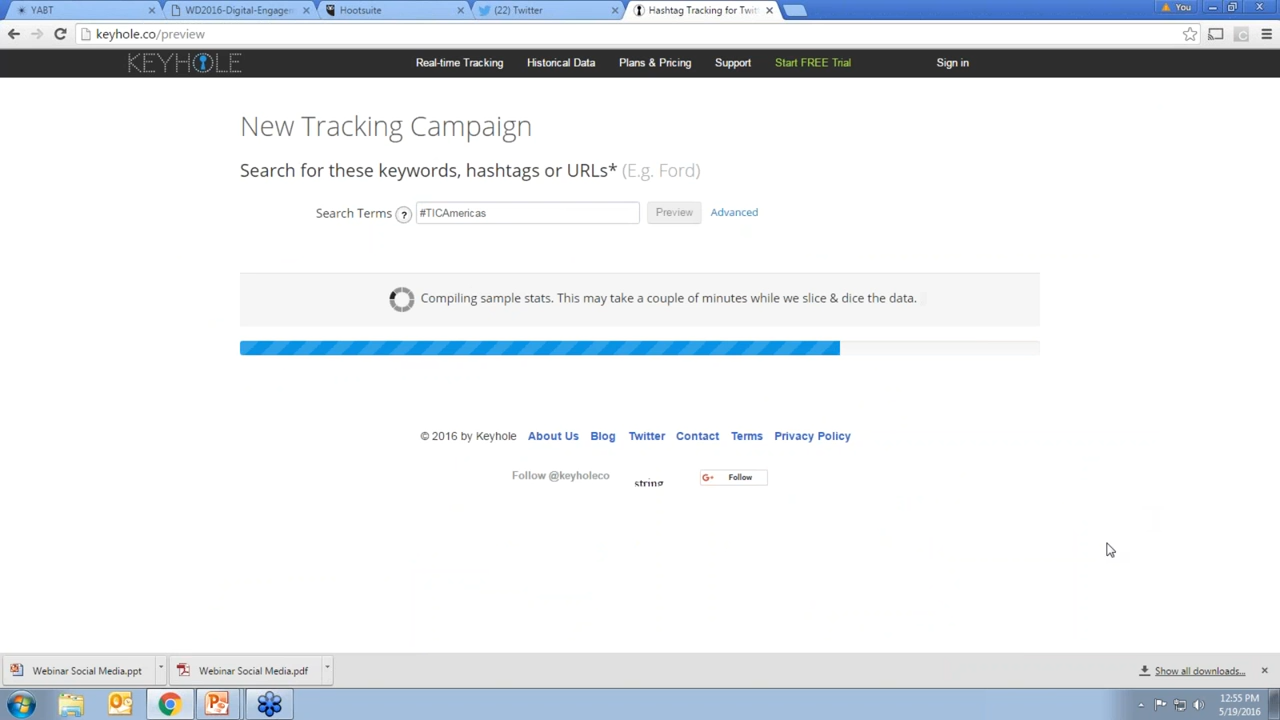 YABT
WD2016-Digital-Engager
Hootsuite
(22) Twitter
Hashtag Tracking for Twit
You
keyhole.co/preview
KEYHOLE
Real-time Tracking
Historical Data
Plans & Pricing
Support
Start FREE Trial
Sign in
New Tracking Campaign
Search for these keywords, hashtags or URLs* (E.g. Ford)
Search Terms ? #TICAmericas Preview Advanced
Compiling sample stats. This may take a couple of minutes while we slice & dice the data.
© 2016 by Keyhole About Us Blog Twitter Contact Terms Privacy Policy
Follow @keyholeco string G+ Follow
Webinar Social Media.ppt
Webinar Social Media.pdf
Show all downloads...
12:55 PM
5/19/2016